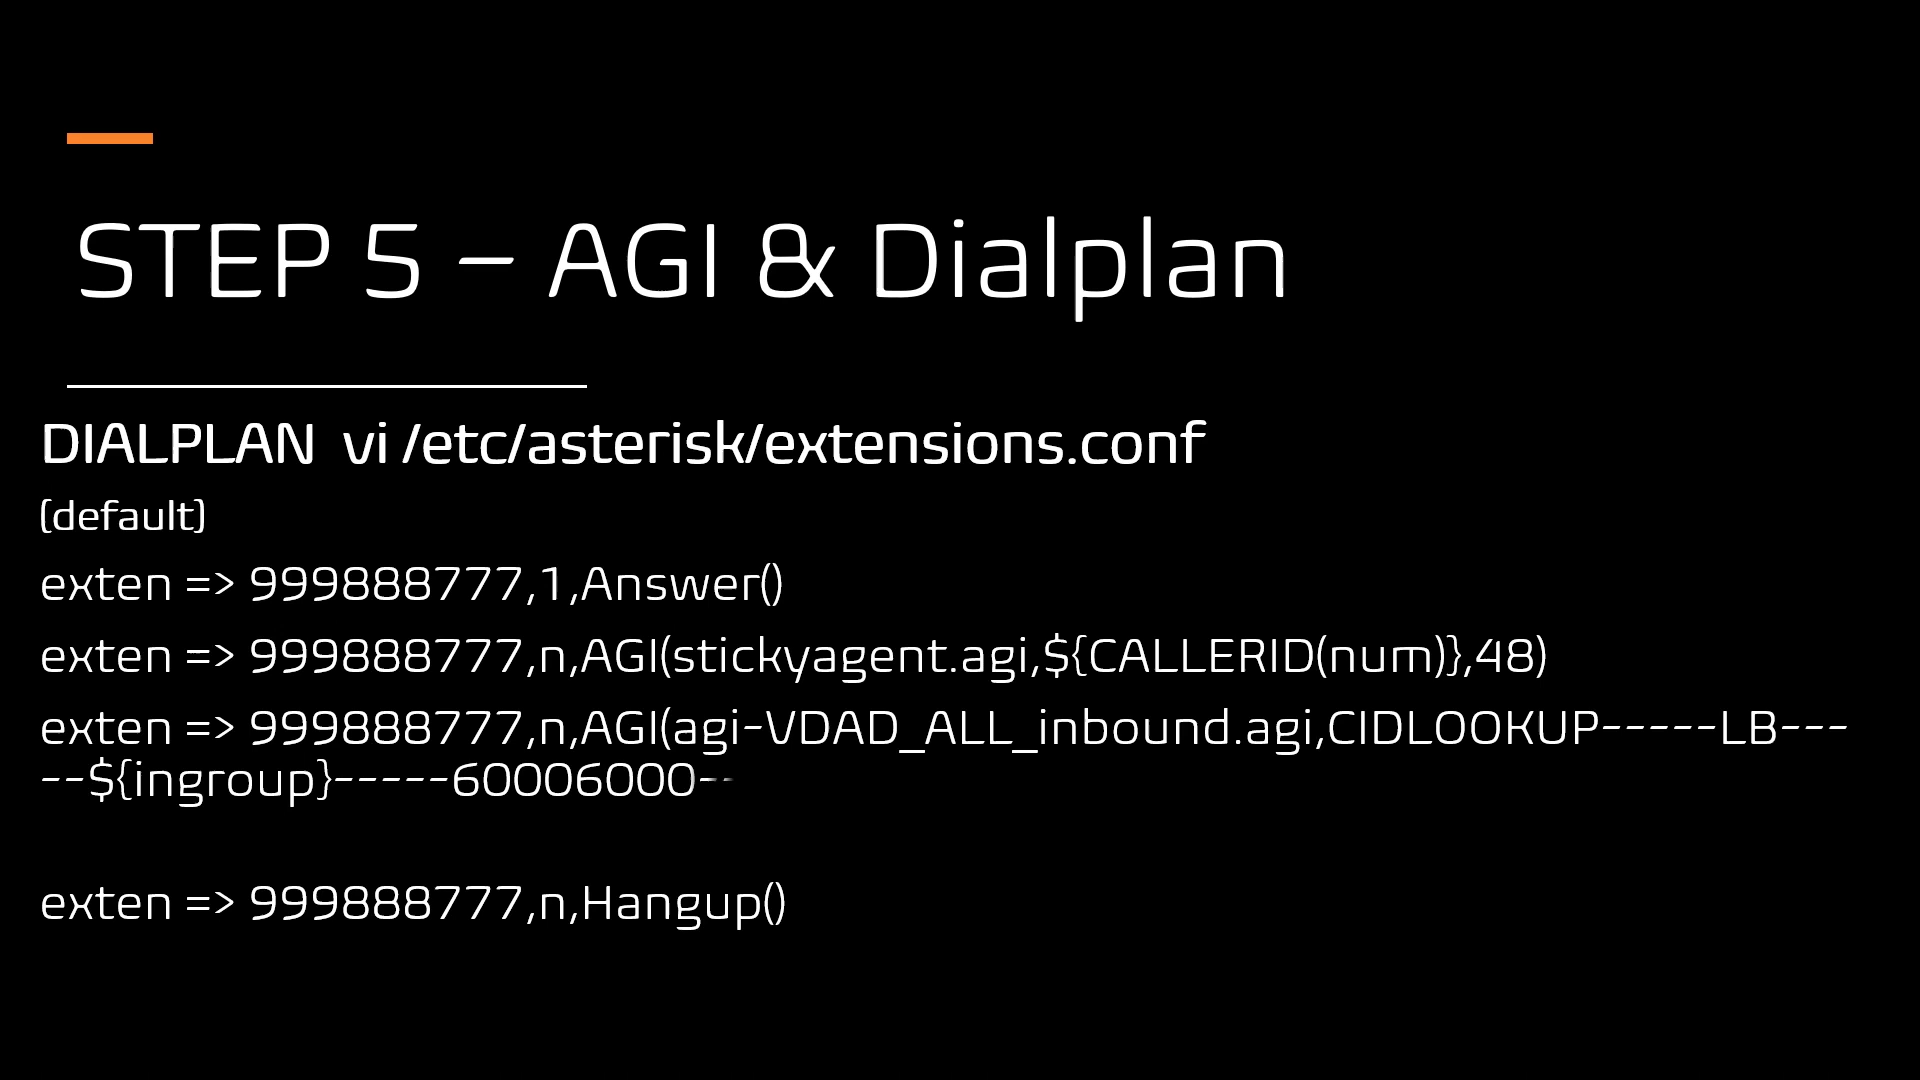 STEP 5 – AGI & Dialplan
DIALPLAN  vi /etc/asterisk/extensions.conf
(default)
exten => 999888777,1,Answer()
exten => 999888777,n,AGI(stickyagent.agi,${CALLERID(num)},48)
exten => 999888777,n,AGI(agi-VDAD_ALL_inbound.agi,CIDLOOKUP-----LB---
--${ingroup}-----60006000--
exten => 999888777,n,Hangup()